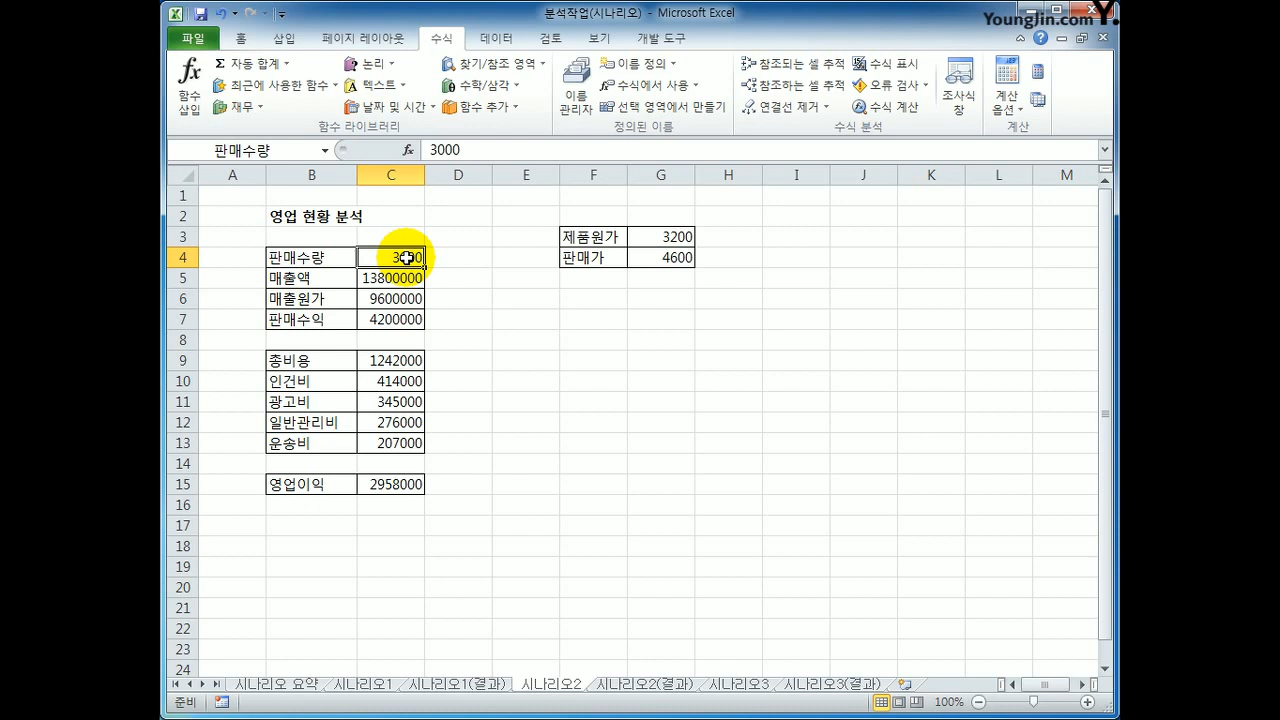 분석작업(시나리오) - Microsoft Excel
YoungJin.com Y.
파일 홈 삽입 페이지 레이아웃 수식 데이터 검토 보기 개발 도구
fx 함수 삽입
Σ 자동 합계
최근에 사용한 함수
재무
논리
텍스트
날짜 및 시간
찾기/참조 영역
수학/삼각
함수 추가
함수 라이브러리
이름 관리자
이름 정의
수식에서 사용
선택 영역에서 만들기
정의된 이름
참조되는 셀 추적
참조하는 셀 추적
연결선 제거
수식 표시
오류 검사
수식 계산
조사식 창
수식 분석
계산 옵션
계산
판매수량 fx 3000
A B C D E F G H I J K L M
1
2 영업 현황 분석
3 제품원가 3200
4 판매수량 판매가 4600
5 매출액 13800000
6 매출원가 9600000
7 판매수익 4200000
8
9 총비용 1242000
10 인건비 414000
11 광고비 345000
12 일반관리비 276000
13 운송비 207000
14
15 영업이익 2958000
16
17
18
19
20
21
22
23
24
시나리오 요약 시나리오1 시나리오1(결과) 시나리오2 시나리오2(결과) 시나리오3 시나리오3(결과)
준비 100%